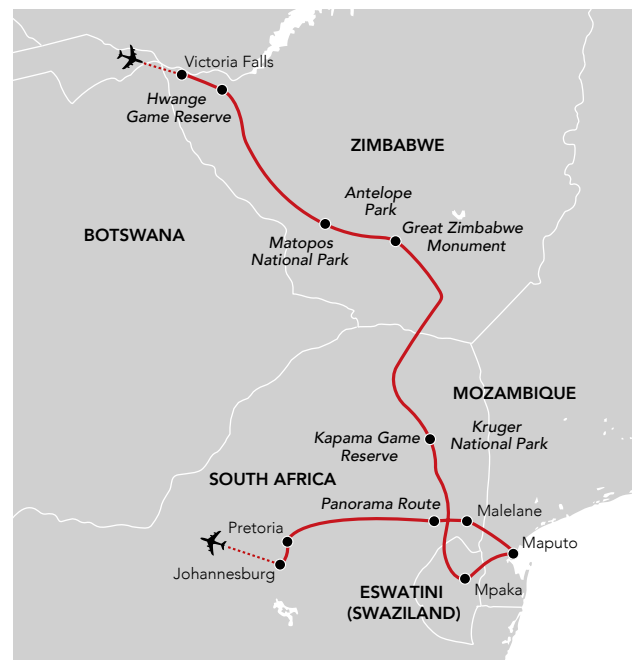 Victoria Falls
Hwange
Game Reserve
ZIMBABWE
Antelope
Park
BOTSWANA
Great Zimbabwe
Monument
Matopos
National Park
MOZAMBIQUE
Kapama Game
Reserve
Kruger
National Park
SOUTH AFRICA
Panorama Route
Malelane
Pretoria
Maputo
Johannesburg
Mpaka
ESWATINI
(SWAZILAND)